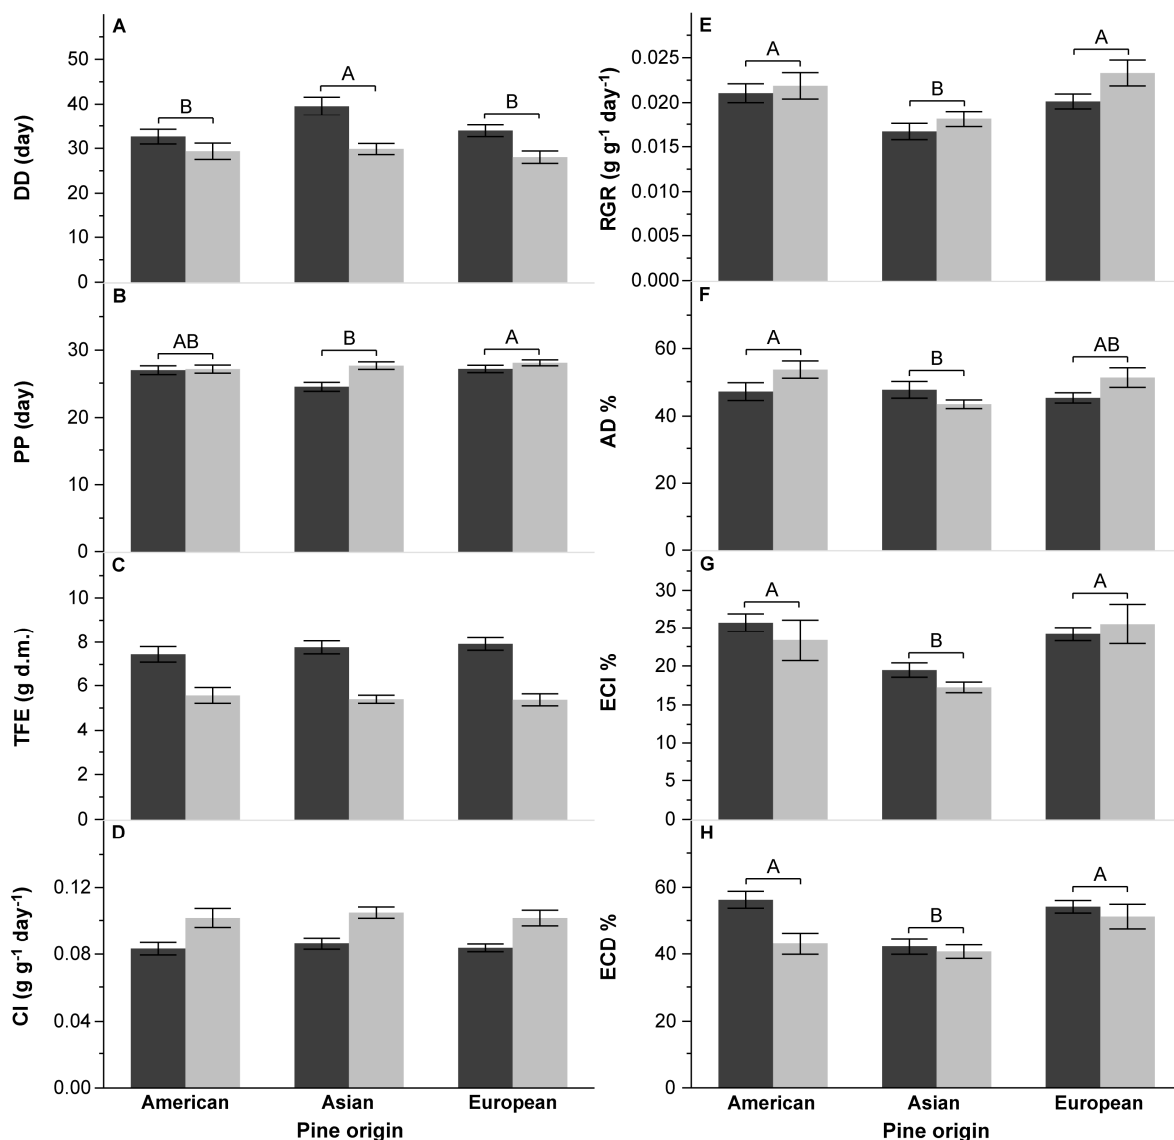 A
DD (day)
50
40
30
20
10
0
B
A
B
B
PP (day)
30
20
10
0
AB
B
A
C
TFE (g d.m.)
10
8
6
4
2
0
D
CI (g g-1 day-1)
0.12
0.08
0.04
0.00
American
Asian
European
Pine origin
E
RGR (g g-1 day-1)
0.025
0.020
0.015
0.010
0.005
0.000
A
B
A
F
AD %
60
40
20
0
A
B
AB
G
ECI %
30
25
20
15
10
5
0
A
B
A
H
ECD %
60
40
20
0
A
B
A
American
Asian
European
Pine origin